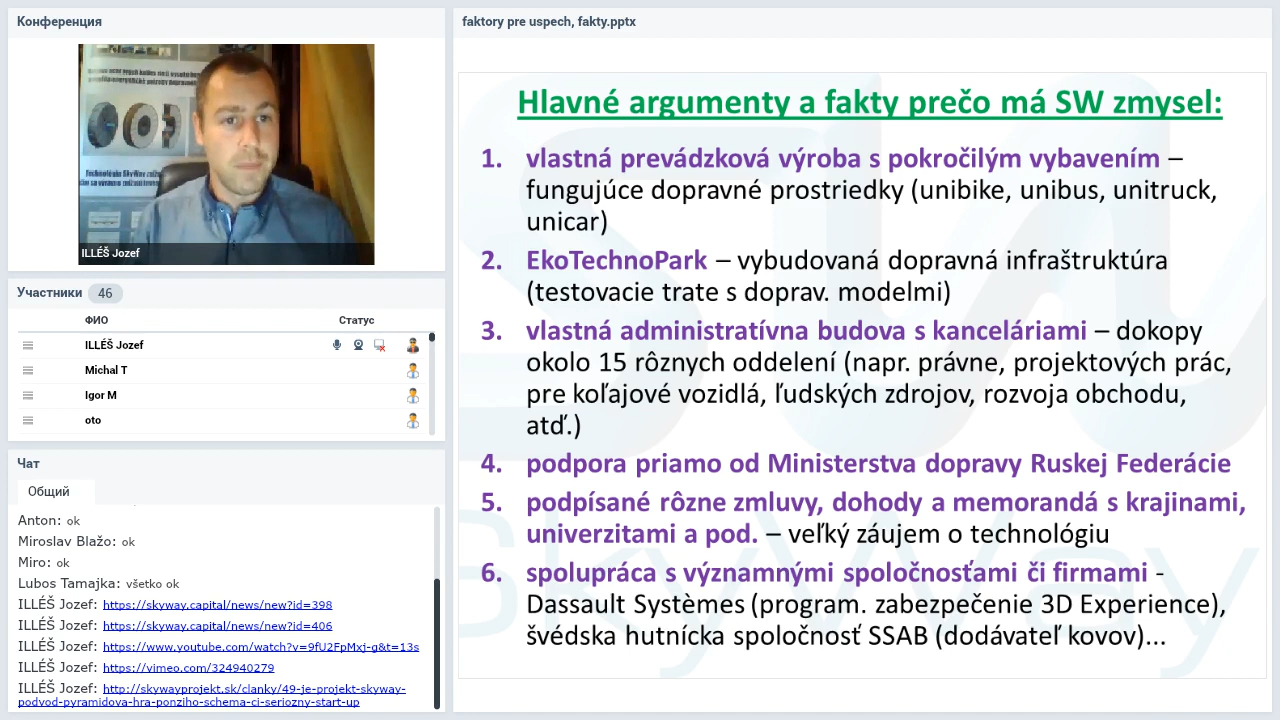 Конференция
ILLÉŠ Jozef
Участники 46
ФИО Статус
ILLÉŠ Jozef
Michal T
Igor M
oto
Чат
Общий
Anton: ok
Miroslav Blažo: ok
Miro: ok
Lubos Tamajka: všetko ok
ILLÉŠ Jozef: https://skyway.capital/news/new?id=398
ILLÉŠ Jozef: https://skyway.capital/news/new?id=406
ILLÉŠ Jozef: https://www.youtube.com/watch?v=9fU2FpMxj-g&t=13s
ILLÉŠ Jozef: https://vimeo.com/324940279
ILLÉŠ Jozef: http://skywayprojekt.sk/clanky/49-je-projekt-skyway-
podvod-pyramidova-hra-ponziho-schema-ci-seriozny-start-up
faktory pre uspech, fakty.pptx
Hlavné argumenty a fakty prečo má SW zmysel:
1. vlastná prevádzková výroba s pokročilým vybavením –
fungujúce dopravné prostriedky (unibike, unibus, unitruck,
unicar)
2. EkoTechnoPark – vybudovaná dopravná infraštruktúra
(testovacie trate s doprav. modelmi)
3. vlastná administratívna budova s kanceláriami – dokopy
okolo 15 rôznych oddelení (napr. právne, projektových prác,
pre koľajové vozidlá, ľudských zdrojov, rozvoja obchodu,
atď.)
4. podpora priamo od Ministerstva dopravy Ruskej Federácie
5. podpísané rôzne zmluvy, dohody a memorandá s krajinami,
univerzitami a pod. – veľký záujem o technológiu
6. spolupráca s významnými spoločnosťami či firmami -
Dassault Systèmes (program. zabezpečenie 3D Experience),
švédska hutnícka spoločnosť SSAB (dodávateľ kovov)...
SkyWay